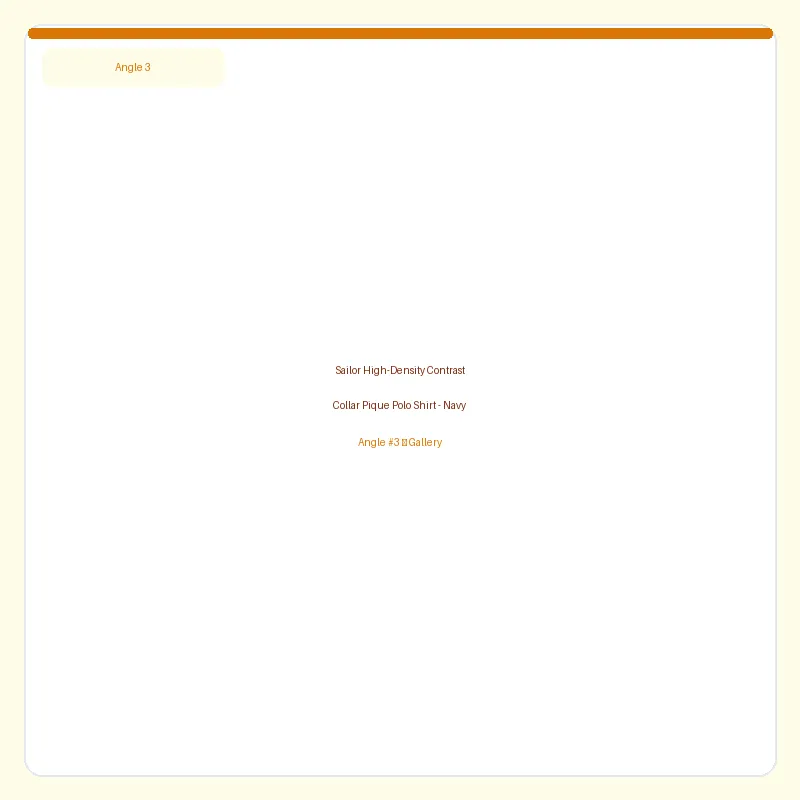 Angle 3
Sailor High-Density Contrast
Collar Pique Polo Shirt - Navy
Angle #3 Gallery